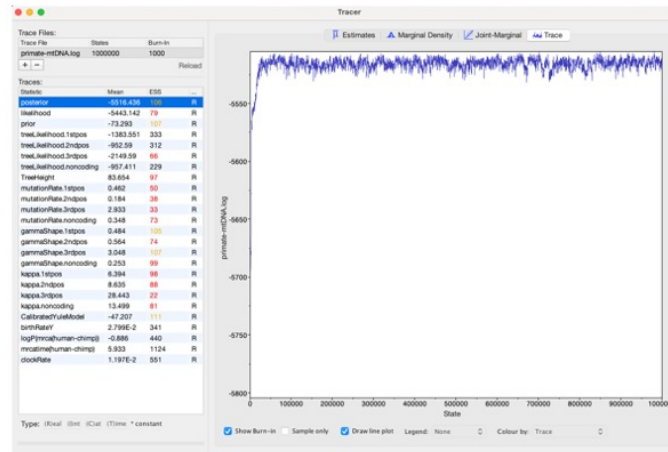 Tracer
Trace Files:
Trace File States Burn-In
primate-mtDNA.log 1000000 1000
+ − Reload
Traces:
Statistic Mean ESS ...
posterior -5516.436 108 R
likelihood -5443.142 79 R
prior -73.293 107 R
treeLikelihood.1stpos -1383.551 333 R
treeLikelihood.2ndpos -952.59 312 R
treeLikelihood.3rdpos -2149.59 66 R
treeLikelihood.noncoding -957.411 229 R
TreeHeight 83.654 97 R
mutationRate.1stpos 0.462 50 R
mutationRate.2ndpos 0.184 38 R
mutationRate.3rdpos 2.933 33 R
mutationRate.noncoding 0.348 73 R
gammaShape.1stpos 0.484 105 R
gammaShape.2ndpos 0.564 74 R
gammaShape.3rdpos 3.048 107 R
gammaShape.noncoding 0.253 99 R
kappa.1stpos 6.394 98 R
kappa.2ndpos 8.635 88 R
kappa.3rdpos 28.443 22 R
kappa.noncoding 13.499 81 R
CalibratedYuleModel -47.207 111 R
birthRateY 2.799E-2 341 R
logP(mrca(human-chimp)) -0.886 440 R
mrcatime(human-chimp) 5.933 1124 R
clockRate 1.197E-2 551 R
Type: (R)eal (I)nt (C)at (T)ime * constant
Estimates Marginal Density Joint-Marginal Trace
primate-mtDNA.log
-5550
-5600
-5650
-5700
-5750
-5800
0 100000 200000 300000 400000 500000 600000 700000 800000 900000 10000
State
Show Burn-in Sample only Draw line plot Legend: None Colour by: Trace